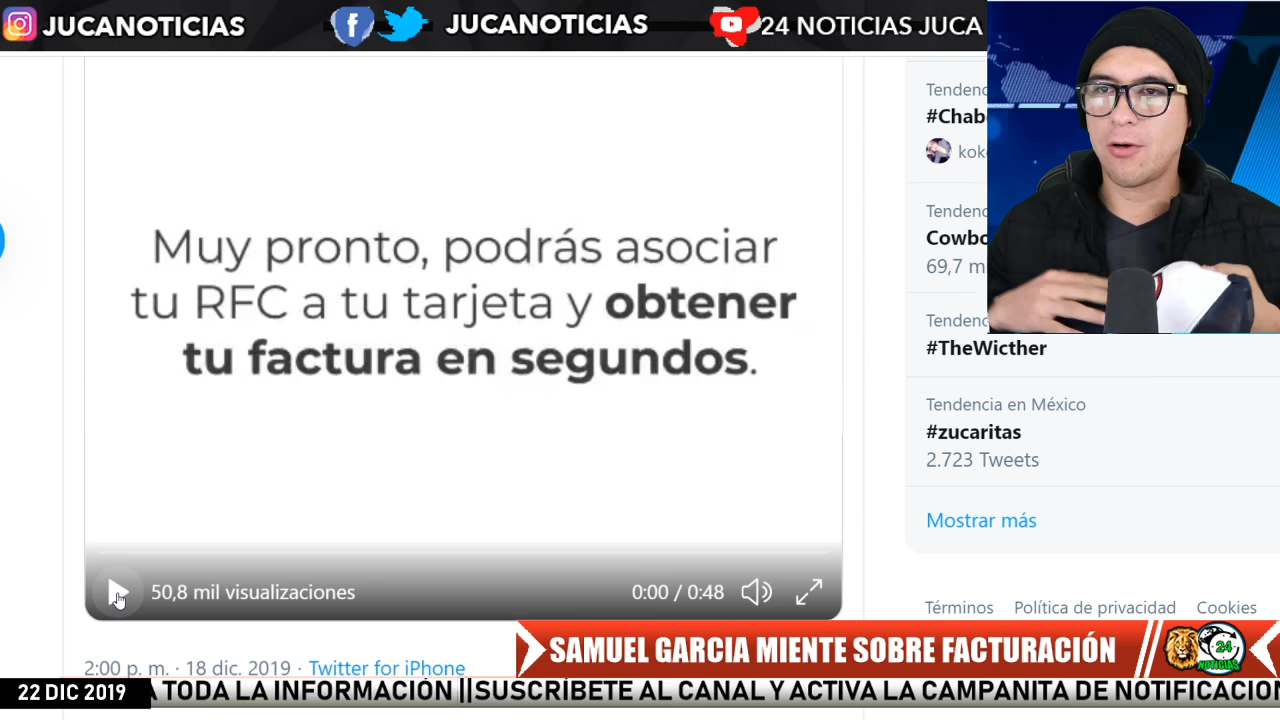 JUCANOTICIAS
JUCANOTICIAS
24 NOTICIAS JUCA
Muy pronto, podrás asociar
tu RFC a tu tarjeta y obtener
tu factura en segundos.
50,8 mil visualizaciones
0:00 / 0:48
2:00 p. m. · 18 dic. 2019 · Twitter for iPhone
Tendenc
#Chab
kok
Tendenc
Cowbo
69,7 m
Tendenc
#TheWicther
Tendencia en México
#zucaritas
2.723 Tweets
Mostrar más
Términos Política de privacidad Cookies
SAMUEL GARCIA MIENTE SOBRE FACTURACIÓN
24
NOTICIAS
22 DIC 2019
A TODA LA INFORMACIÓN ||SUSCRÍBETE AL CANAL Y ACTIVA LA CAMPANITA DE NOTIFICACION